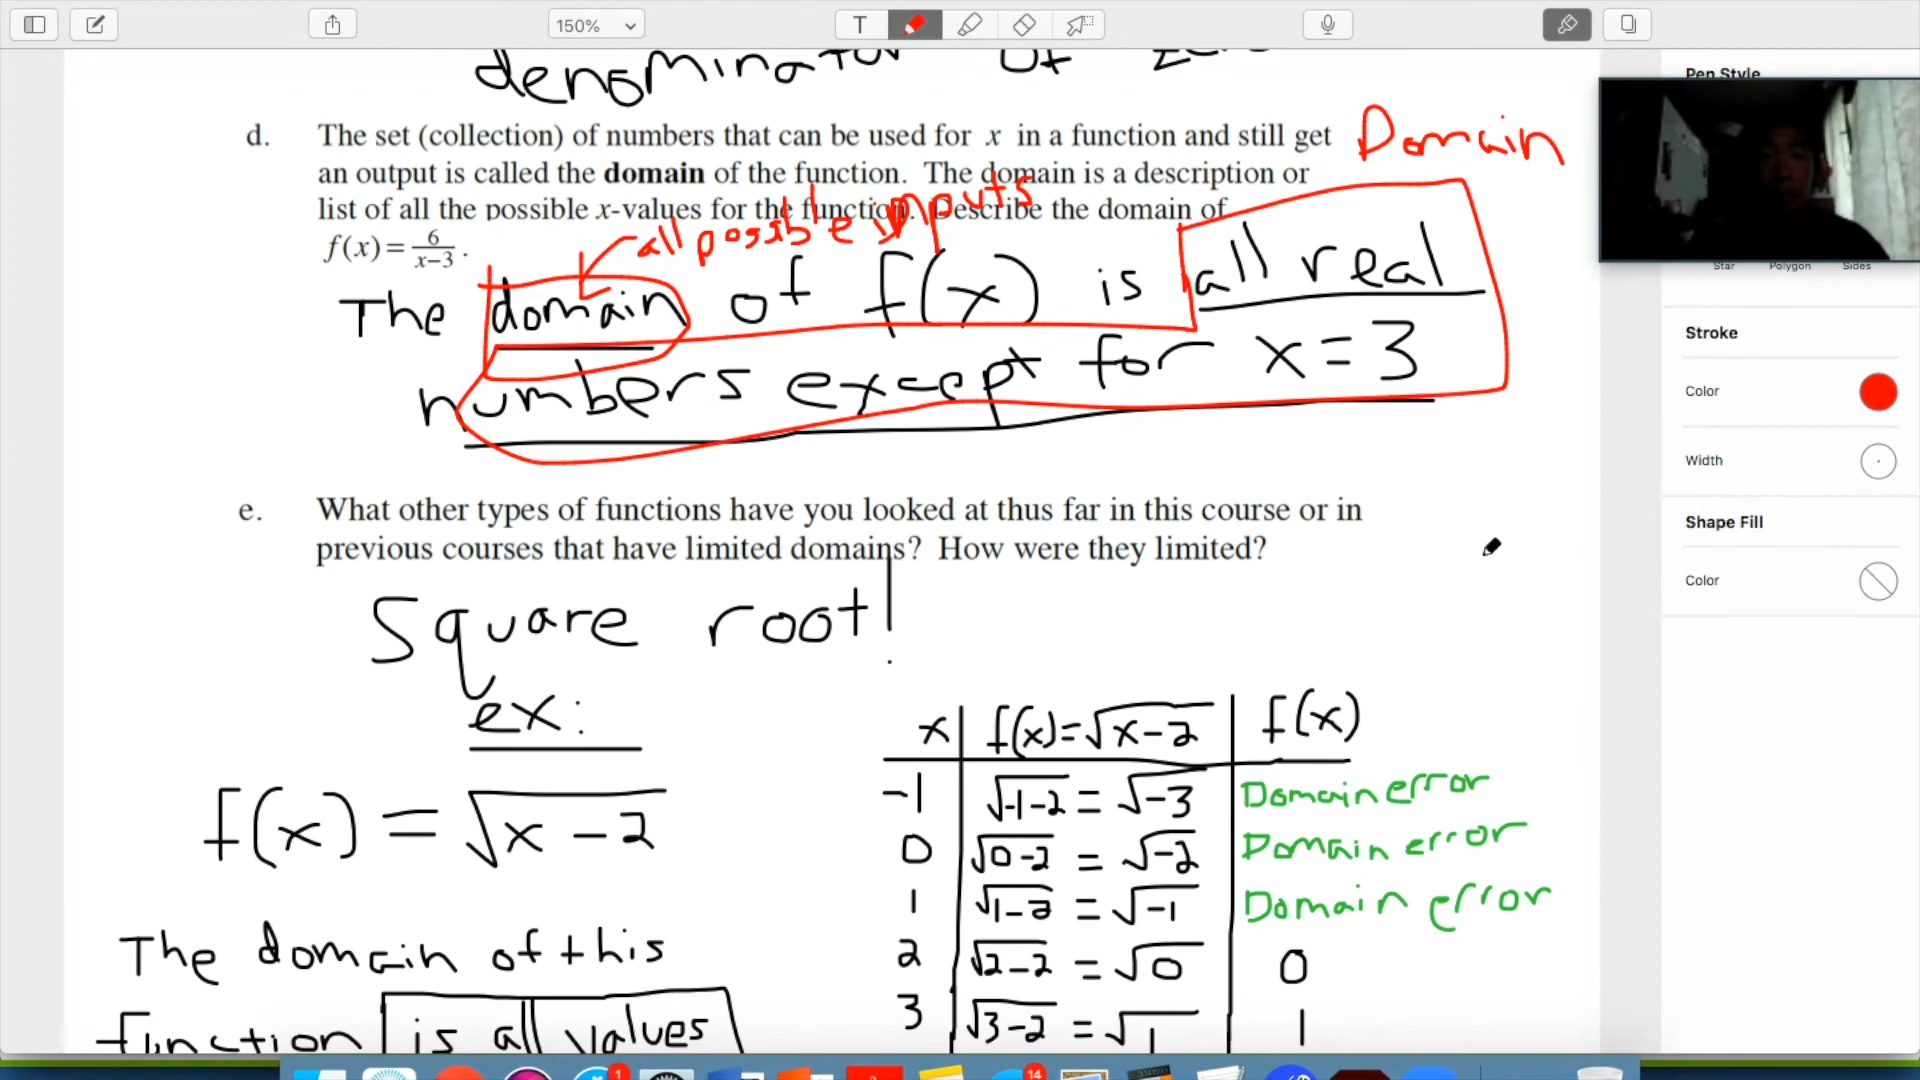 150%
T
denominator of
Pen Style
d. The set (collection) of numbers that can be used for x in a function and still get
an output is called the domain of the function. The domain is a description or
list of all the possible x-values for the function. Describe the domain of
f(x) = 6/x−3.
Domain
all possible inputs
The domain of f(x) is all real
numbers except for x = 3
Star Polygon Sides
Stroke
Color
Width
Shape Fill
Color
e. What other types of functions have you looked at thus far in this course or in
previous courses that have limited domains? How were they limited?
Square root!
ex:
f(x) = √x − 2
The domain of this
function is all values
x f(x)=√x−2 f(x)
−1 √−1−2 = √−3 Domain error
0 √0−2 = √−2 Domain error
1 √1−2 = √−1 Domain error
2 √2−2 = √0 0
3 √3−2 = √1 1
1
14